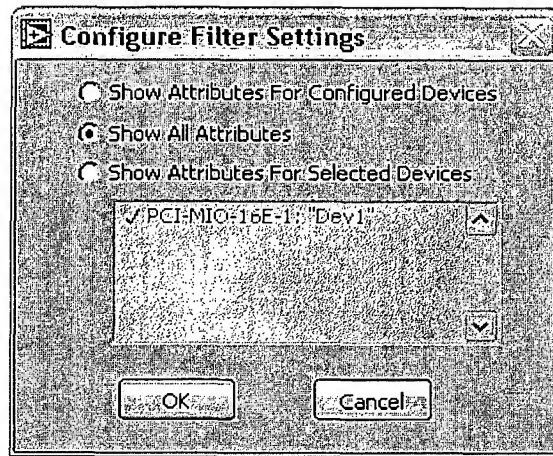 Configure Filter Settings
Show Attributes For Configured Devices
Show All Attributes
Show Attributes For Selected Devices
✓ PCI-MIO-16E-1: "Dev1"
OK
Cancel